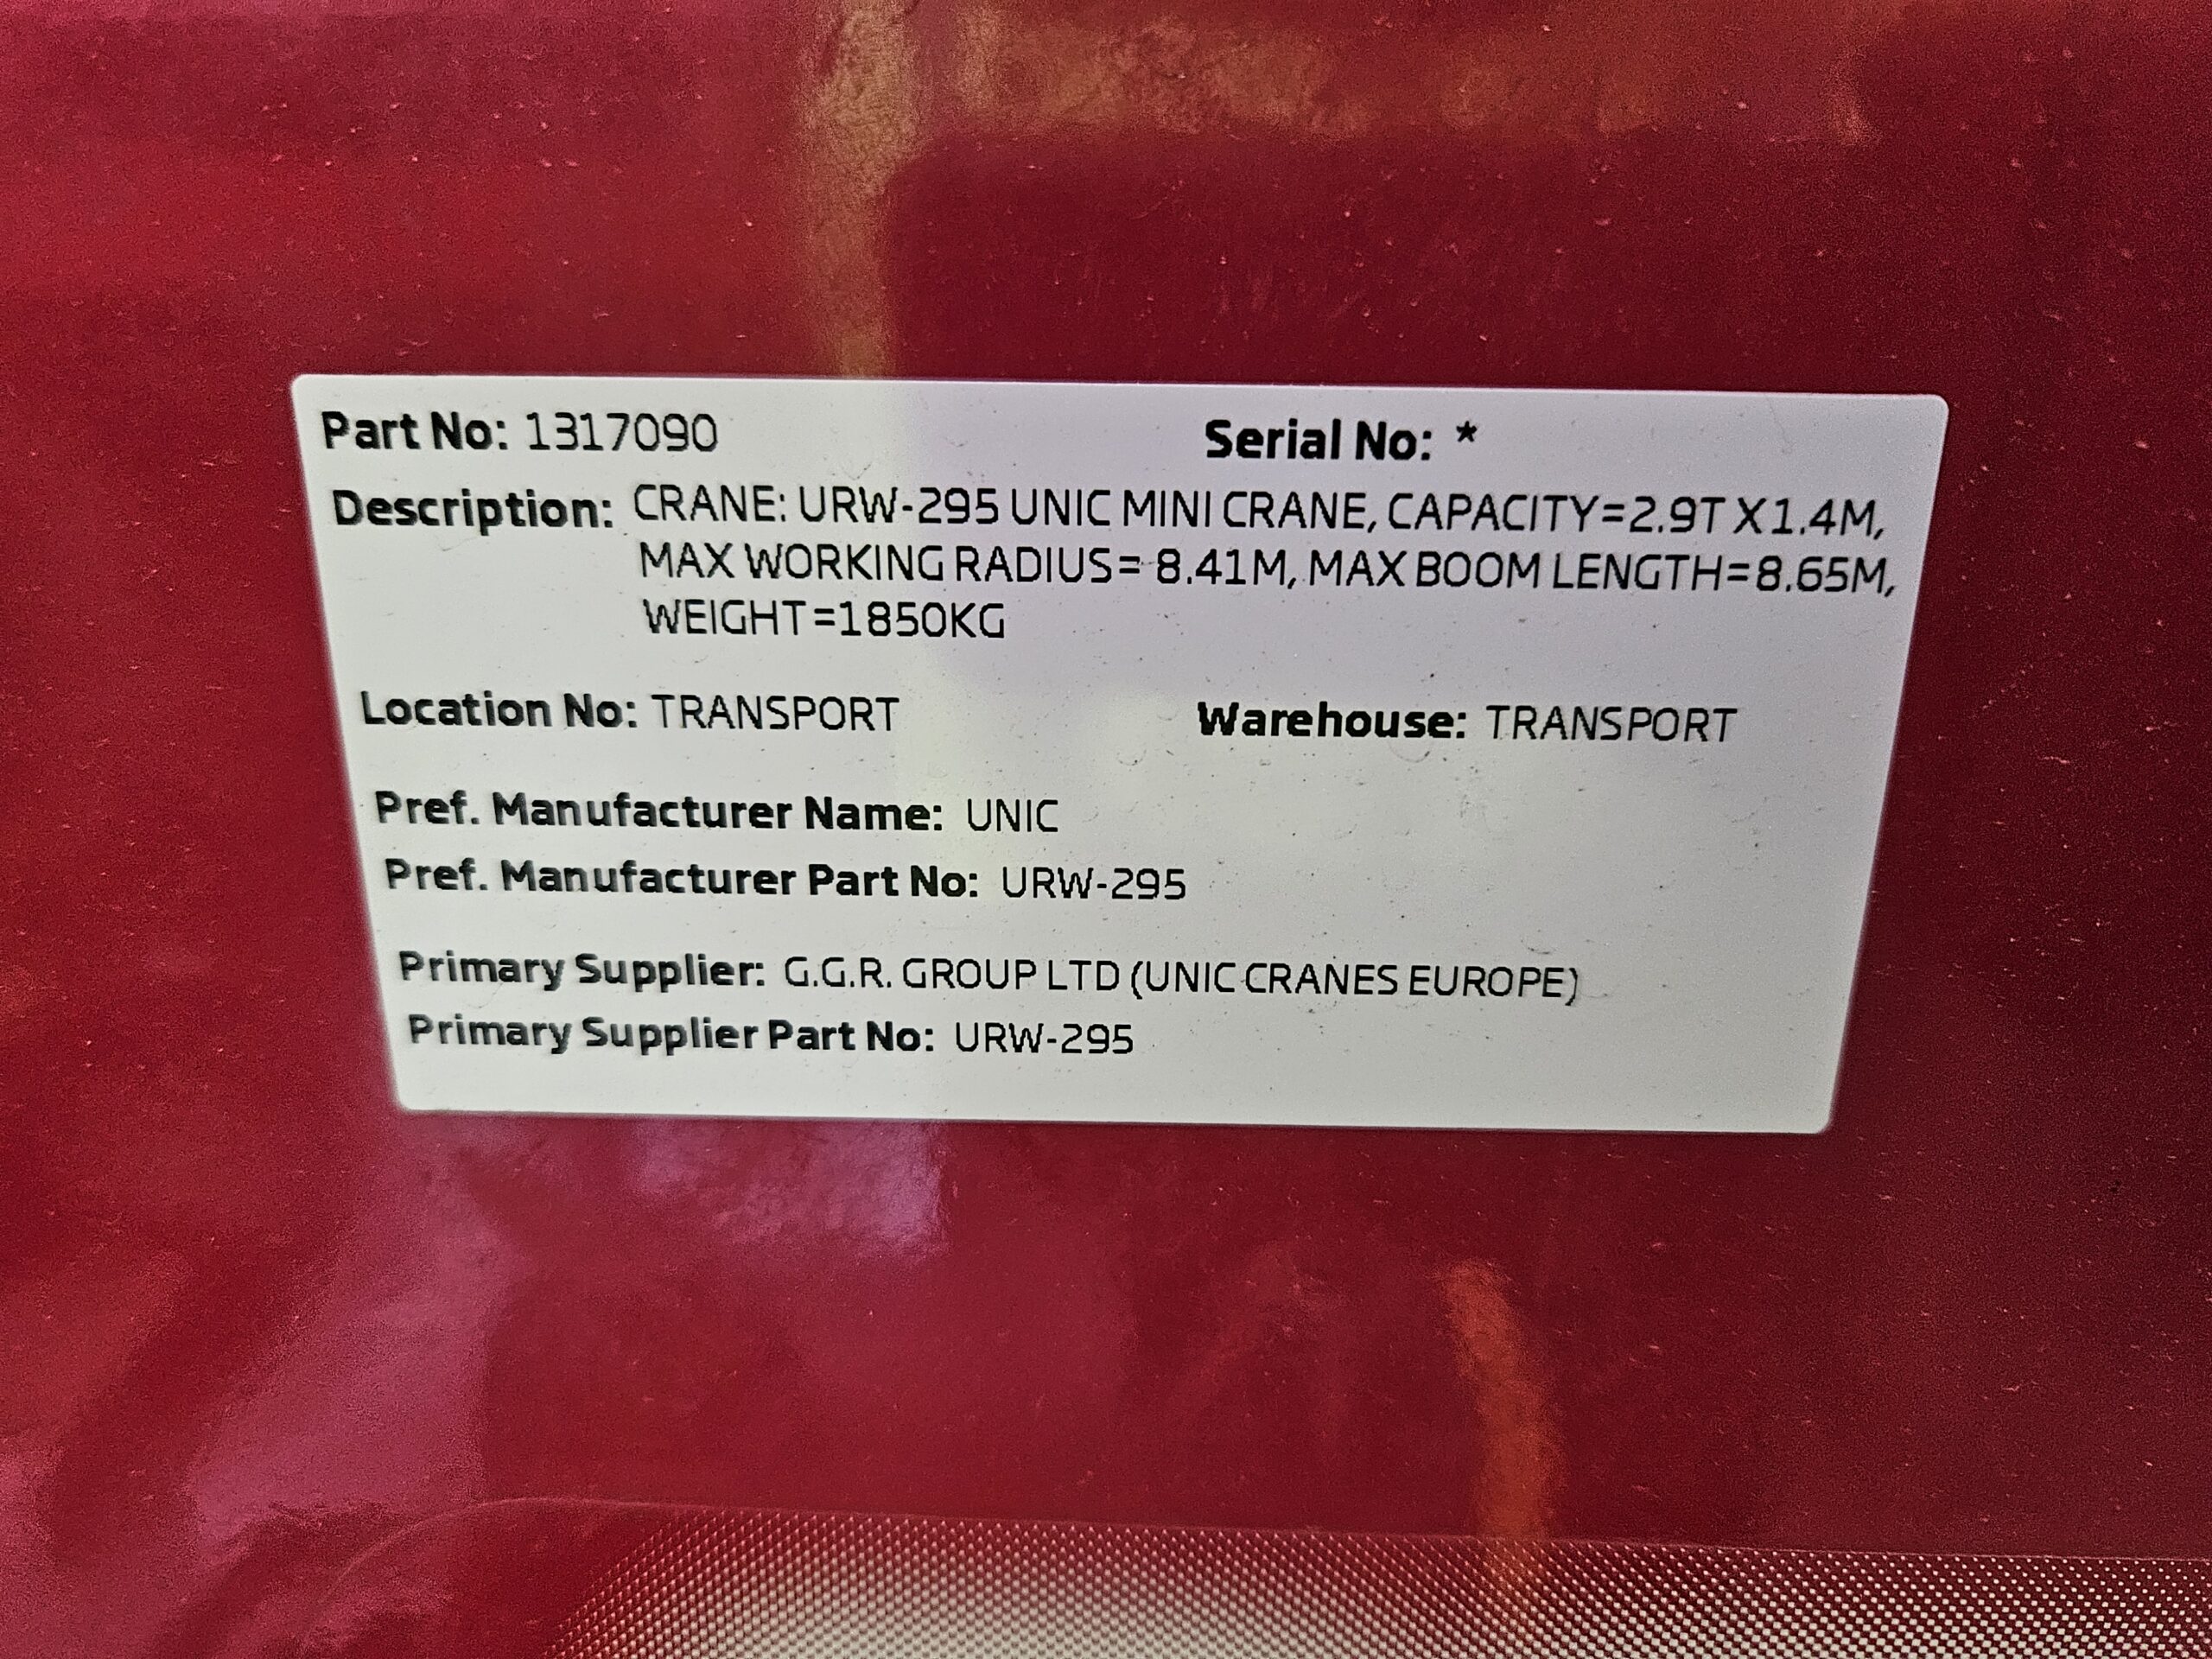 Part No: 1317090 Serial No: *
Description: CRANE: URW-295 UNIC MINI CRANE, CAPACITY=2.9T X 1.4M,
MAX WORKING RADIUS= 8.41M, MAX BOOM LENGTH=8.65M,
WEIGHT=1850KG
Location No: TRANSPORT Warehouse: TRANSPORT
Pref. Manufacturer Name: UNIC
Pref. Manufacturer Part No: URW-295
Primary Supplier: G.G.R. GROUP LTD (UNIC CRANES EUROPE)
Primary Supplier Part No: URW-295